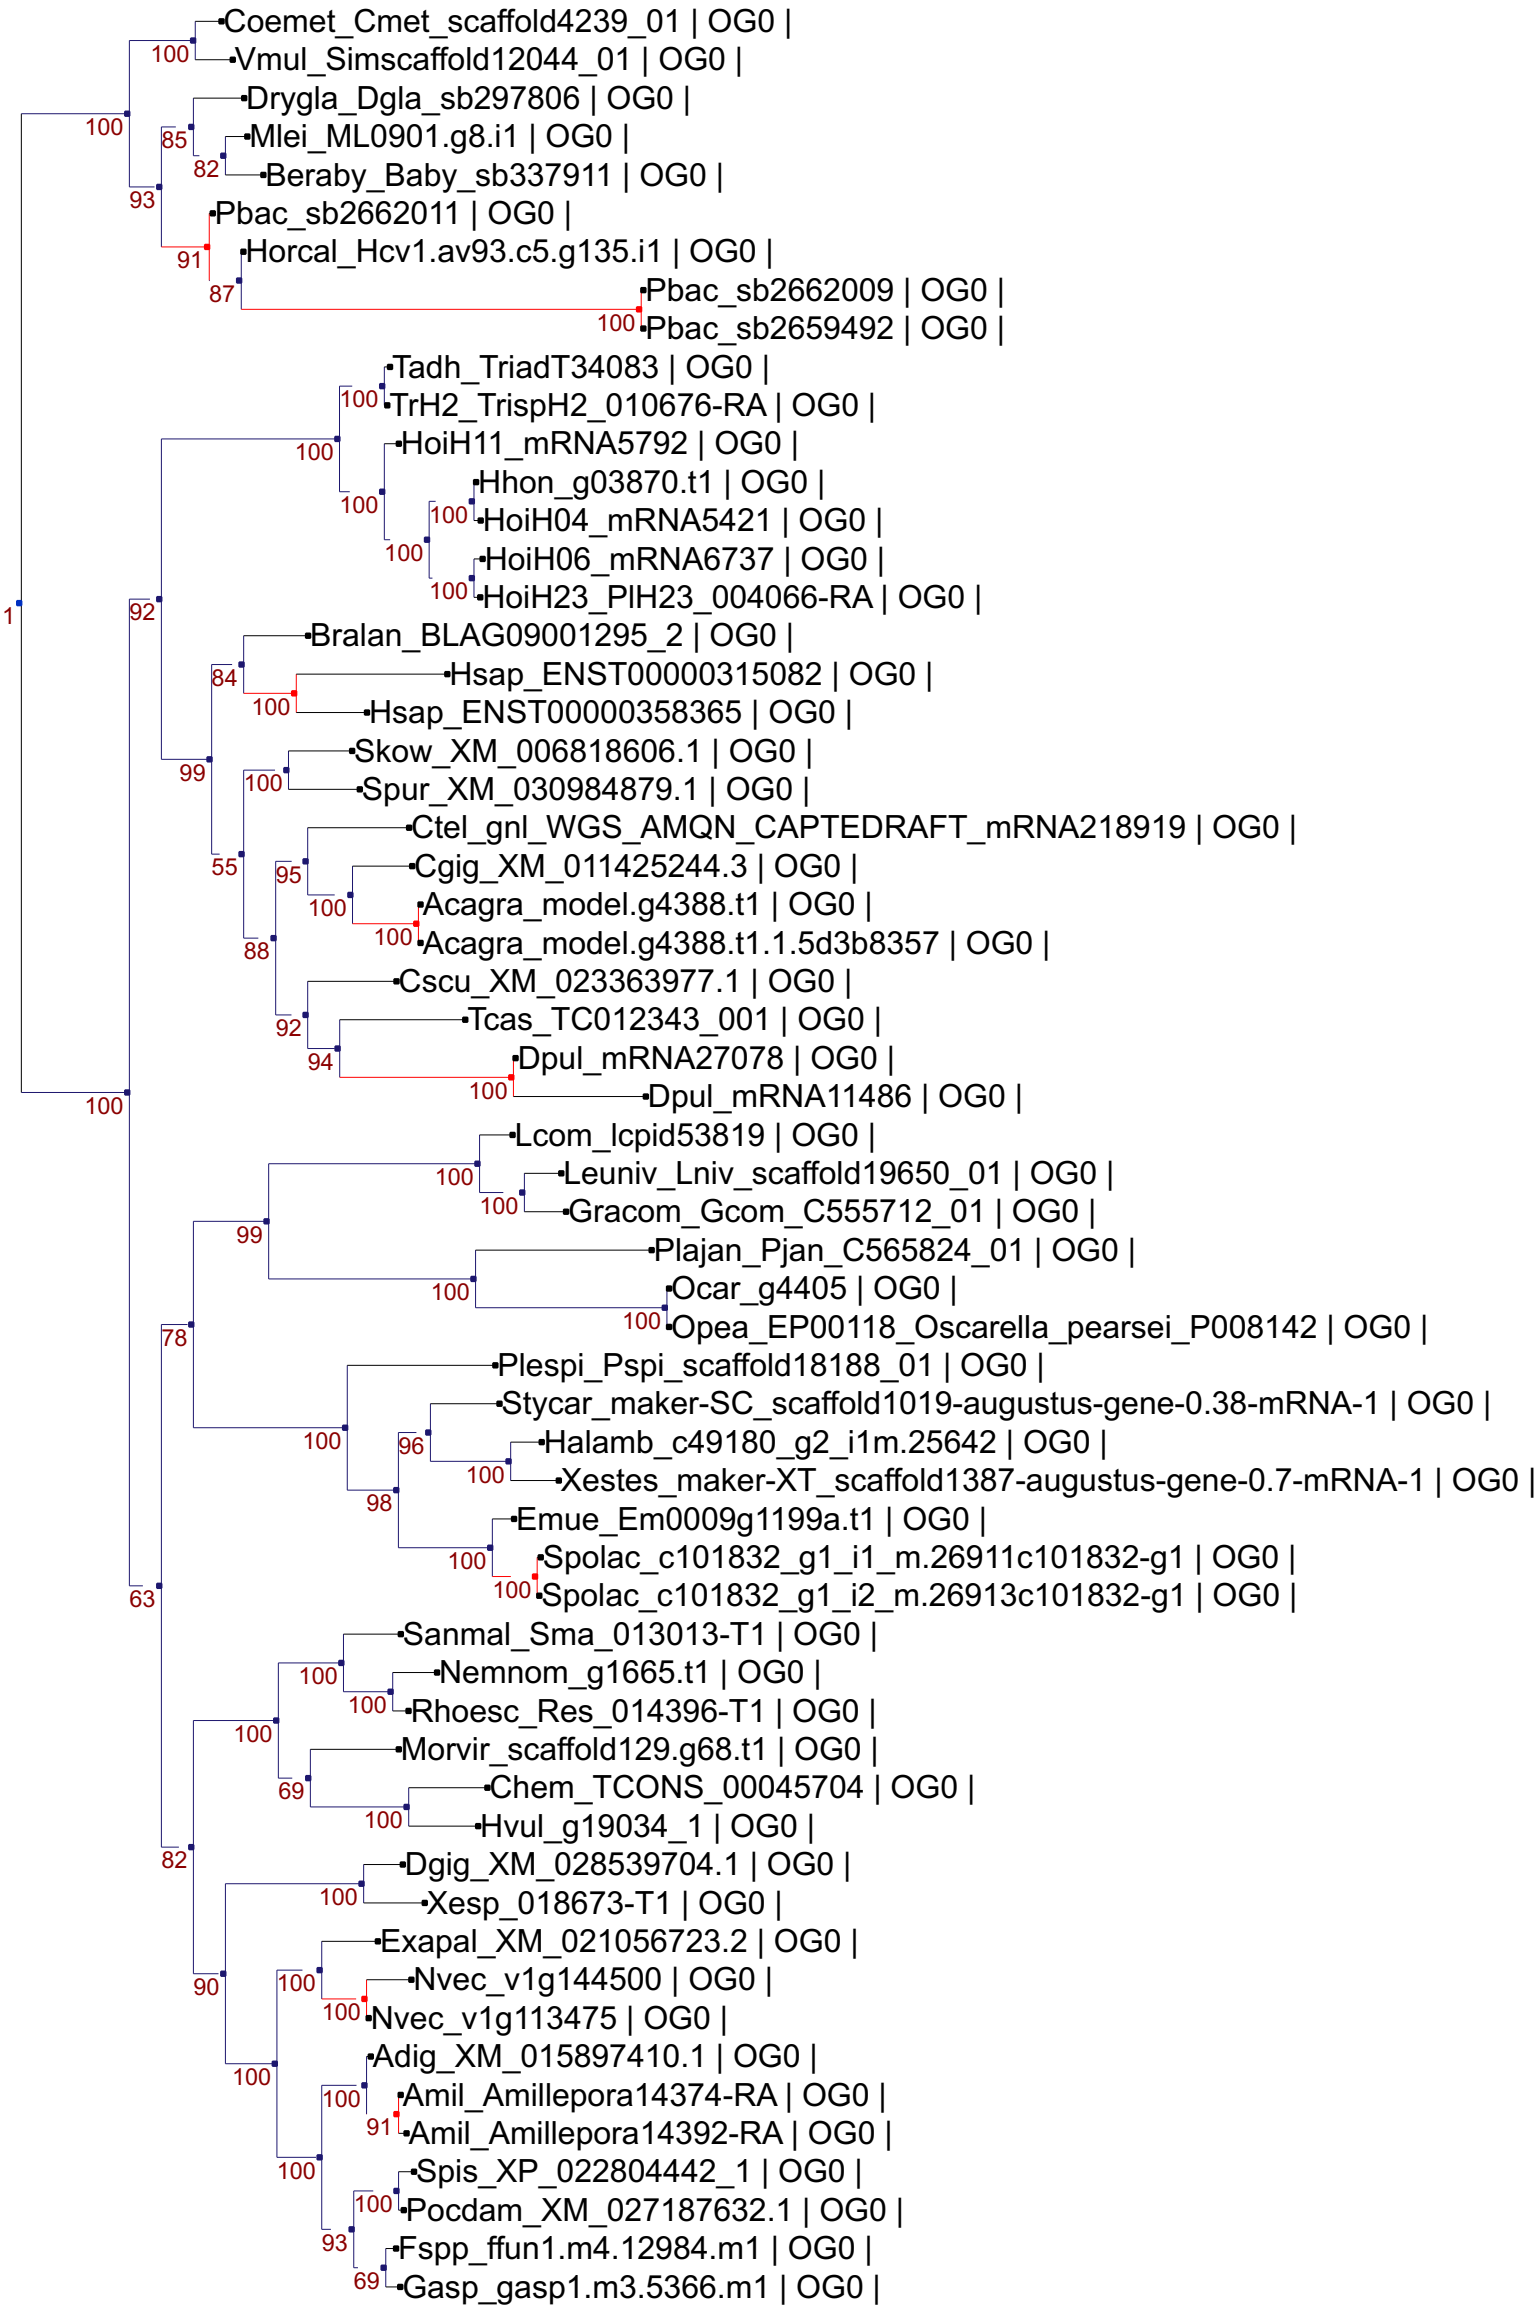 Coemet_Cmet_scaffold4239_01 | OG0 |
100
Vmul_Simscaffold12044_01 | OG0 |
Drygla_Dgla_sb297806 | OG0 |
100
85
Mlei_ML0901.g8.i1 | OG0 |
82
Beraby_Baby_sb337911 | OG0 |
93
Pbac_sb2662011 | OG0 |
Horcal_Hcv1.av93.c5.g135.i1 | OG0 |
91
87
Pbac_sb2662009 | OG0 |
100
Pbac_sb2659492 | OG0 |
Tadh_TriadT34083 | OG0 |
100
TrH2_TrispH2_010676-RA | OG0 |
100
HoiH11_mRNA5792 | OG0 |
Hhon_g03870.t1 | OG0 |
100
100
HoiH04_mRNA5421 | OG0 |
100
HoiH06_mRNA6737 | OG0 |
100
HoiH23_PlH23_004066-RA | OG0 |
1
92
Bralan_BLAG09001295_2 | OG0 |
84
Hsap_ENST00000315082 | OG0 |
100
Hsap_ENST00000358365 | OG0 |
99
Skow_XM_006818606.1 | OG0 |
100
Spur_XM_030984879.1 | OG0 |
Ctel_gnl_WGS_AMQN_CAPTEDRAFT_mRNA218919 | OG0 |
55
95
Cgig_XM_011425244.3 | OG0 |
100
Acagra_model.g4388.t1 | OG0 |
100
Acagra_model.g4388.t1.1.5d3b8357 | OG0 |
88
Cscu_XM_023363977.1 | OG0 |
92
Tcas_TC012343_001 | OG0 |
94
Dpul_mRNA27078 | OG0 |
100
Dpul_mRNA11486 | OG0 |
100
Lcom_lcpid53819 | OG0 |
100
Leuniv_Lniv_scaffold19650_01 | OG0 |
100
Gracom_Gcom_C555712_01 | OG0 |
99
Plajan_Pjan_C565824_01 | OG0 |
100
Ocar_g4405 | OG0 |
100
Opea_EP00118_Oscarella_pearsei_P008142 | OG0 |
78
Plespi_Pspi_scaffold18188_01 | OG0 |
Stycar_maker-SC_scaffold1019-augustus-gene-0.38-mRNA-1 | OG0 |
100
96
Halamb_c49180_g2_i1m.25642 | OG0 |
100
Xestes_maker-XT_scaffold1387-augustus-gene-0.7-mRNA-1 | OG0 |
98
Emue_Em0009g1199a.t1 | OG0 |
100
Spolac_c101832_g1_i1_m.26911c101832-g1 | OG0 |
100
Spolac_c101832_g1_i2_m.26913c101832-g1 | OG0 |
63
Sanmal_Sma_013013-T1 | OG0 |
100
Nemnom_g1665.t1 | OG0 |
100
Rhoesc_Res_014396-T1 | OG0 |
100
Morvir_scaffold129.g68.t1 | OG0 |
69
Chem_TCONS_00045704 | OG0 |
100
Hvul_g19034_1 | OG0 |
82
Dgig_XM_028539704.1 | OG0 |
100
Xesp_018673-T1 | OG0 |
Exapal_XM_021056723.2 | OG0 |
90
100
Nvec_v1g144500 | OG0 |
100
Nvec_v1g113475 | OG0 |
Adig_XM_015897410.1 | OG0 |
100
100
Amil_Amillepora14374-RA | OG0 |
91
Amil_Amillepora14392-RA | OG0 |
100
Spis_XP_022804442_1 | OG0 |
100
Pocdam_XM_027187632.1 | OG0 |
93
Fspp_ffun1.m4.12984.m1 | OG0 |
69
Gasp_gasp1.m3.5366.m1 | OG0 |